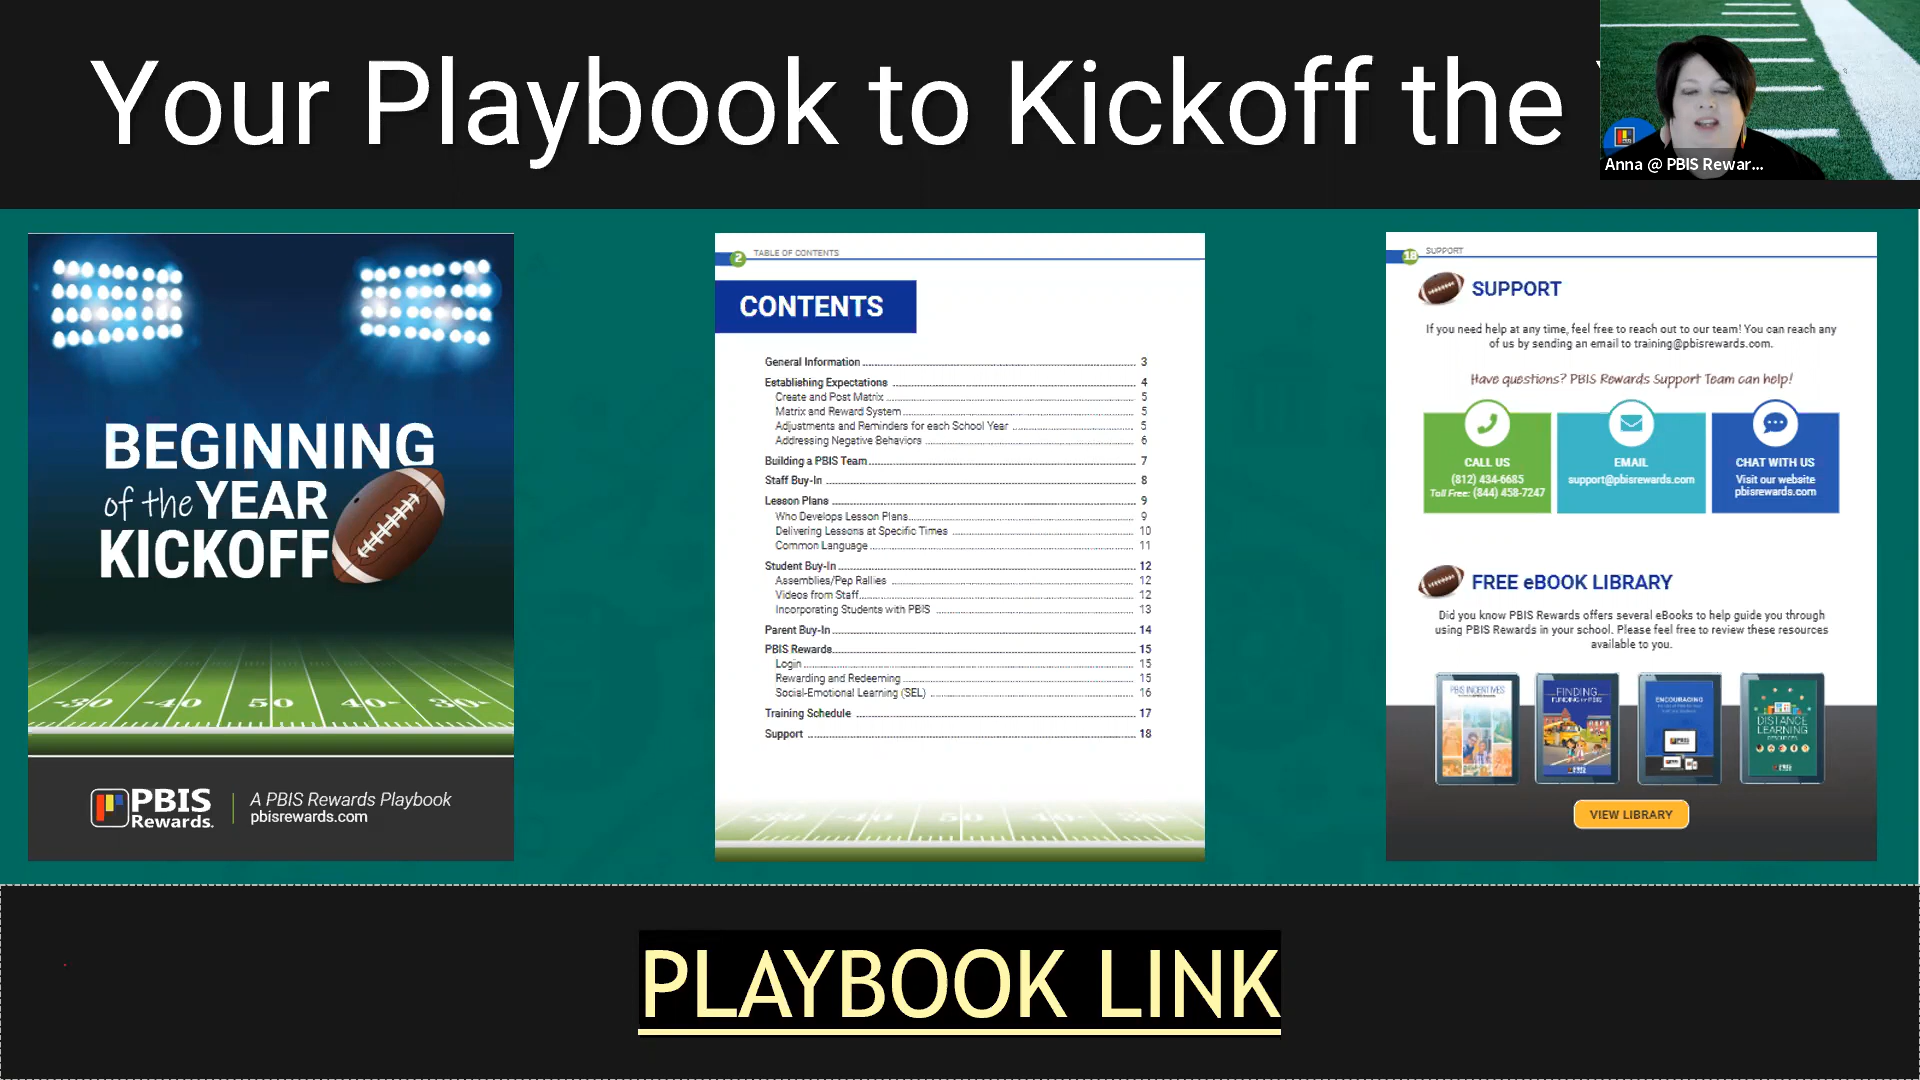 Your Playbook to Kickoff the
Anna @ PBIS Rewar...
BEGINNING
of the YEAR
KICKOFF
PBIS
Rewards.
A PBIS Rewards Playbook
pbisrewards.com
2 TABLE OF CONTENTS
CONTENTS
General Information 3
Establishing Expectations 4
Create and Post Matrix 5
Matrix and Reward System 5
Adjustments and Reminders for each School Year 5
Addressing Negative Behaviors 6
Building a PBIS Team 7
Staff Buy-In 8
Lesson Plans 9
Who Develops Lesson Plans 9
Delivering Lessons at Specific Times 10
Common Language 11
Student Buy-In 12
Assemblies/Pep Rallies 12
Videos from Staff 12
Incorporating Students with PBIS 13
Parent Buy-In 14
PBIS Rewards 15
Login 15
Rewarding and Redeeming 15
Social-Emotional Learning (SEL) 16
Training Schedule 17
Support 18
18 SUPPORT
SUPPORT
If you need help at any time, feel free to reach out to our team! You can reach any
of us by sending an email to training@pbisrewards.com.
Have questions? PBIS Rewards Support Team can help!
CALL US
(812) 434-6685
Toll Free: (844) 458-7247
EMAIL
support@pbisrewards.com
CHAT WITH US
Visit our website
pbisrewards.com
FREE eBOOK LIBRARY
Did you know PBIS Rewards offers several eBooks to help guide you through
using PBIS Rewards in your school. Please feel free to review these resources
available to you.
PBIS INCENTIVES
FINDING
FUNDING for PBIS
ENCOURAGING
DISTANCE
LEARNING
RESOURCES
VIEW LIBRARY
PLAYBOOK LINK